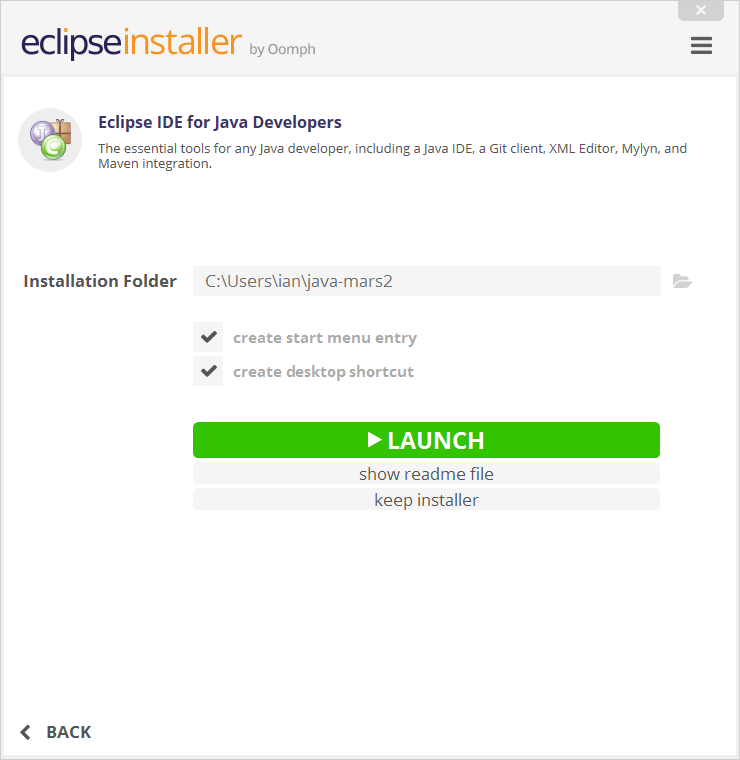 eclipseinstaller by Oomph
Eclipse IDE for Java Developers
The essential tools for any Java developer, including a Java IDE, a Git client, XML Editor, Mylyn, and
Maven integration.
Installation Folder C:\Users\ian\java-mars2
create start menu entry
create desktop shortcut
LAUNCH
show readme file
keep installer
BACK